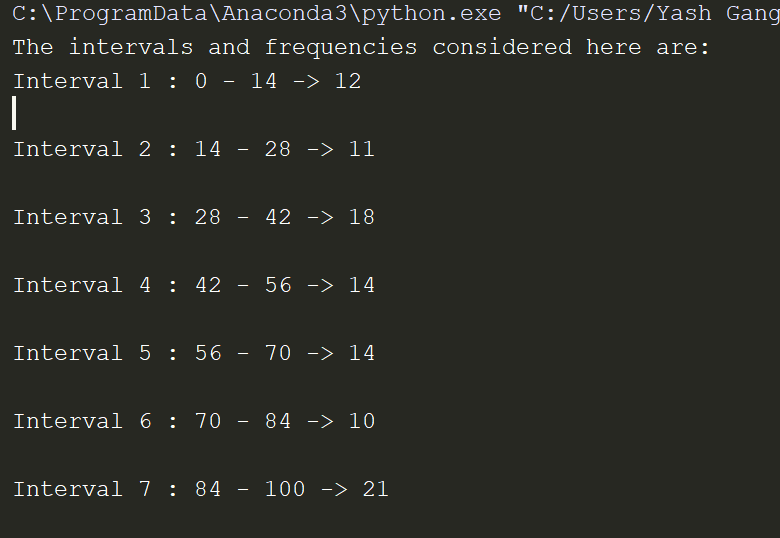 C:\ProgramData\Anaconda3\python.exe "C:/Users/Yash Gang
The intervals and frequencies considered here are:
Interval 1 : 0 - 14 -> 12
Interval 2 : 14 - 28 -> 11
Interval 3 : 28 - 42 -> 18
Interval 4 : 42 - 56 -> 14
Interval 5 : 56 - 70 -> 14
Interval 6 : 70 - 84 -> 10
Interval 7 : 84 - 100 -> 21